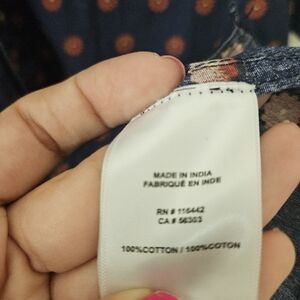 MADE IN INDIA
FABRIQUÉ EN INDE
RN # 116442
CA # 56303
100%COTTON / 100%COTON